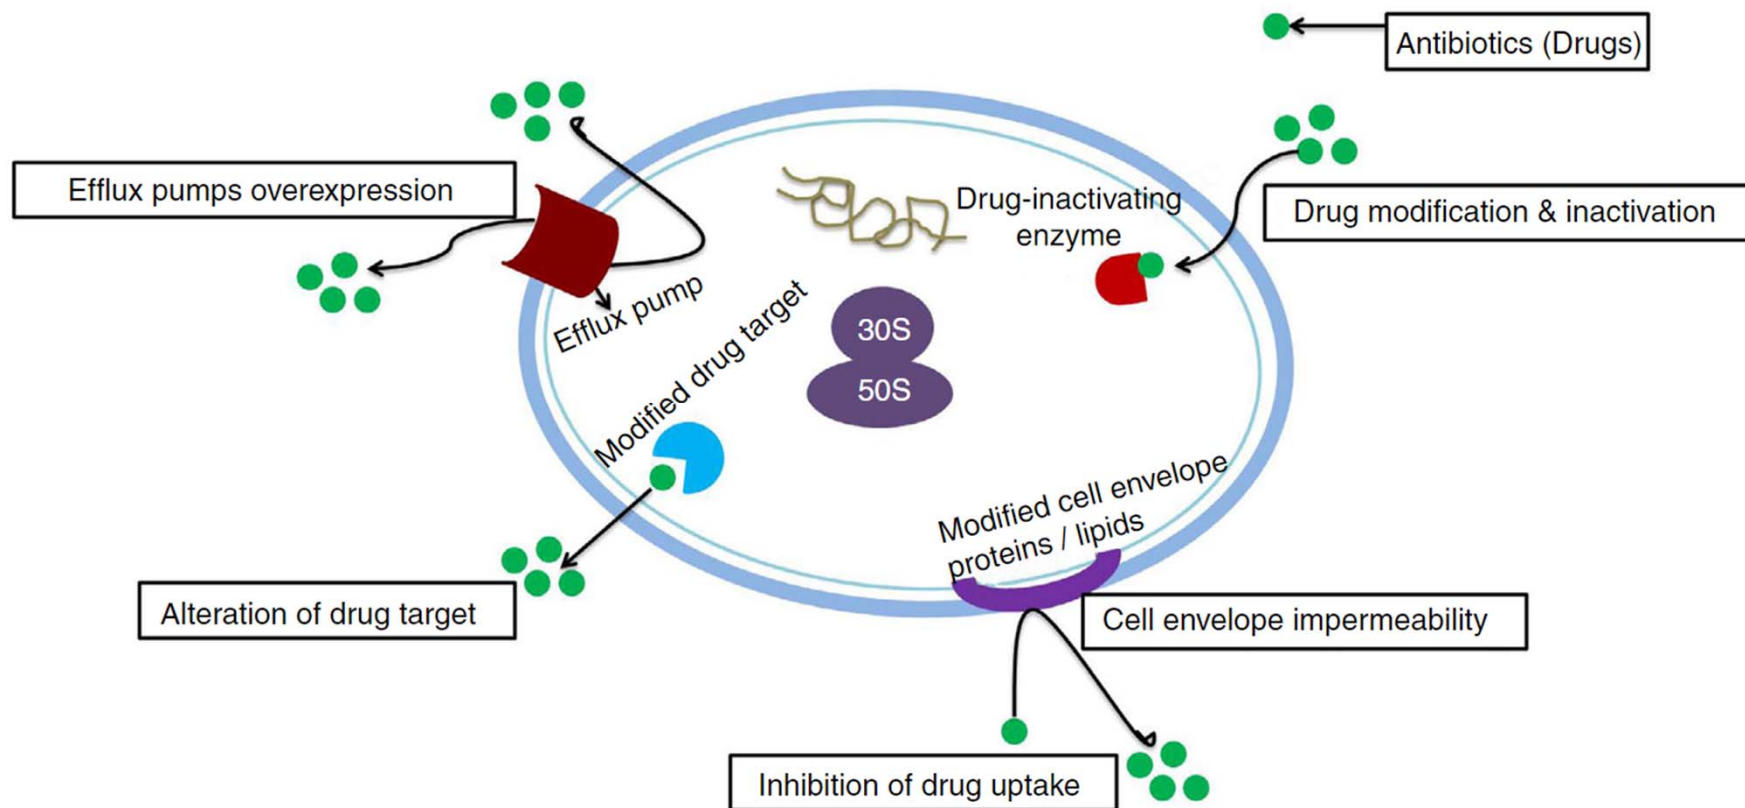 Antibiotics (Drugs)
Efflux pumps overexpression
Drug-inactivating
enzyme
Drug modification & inactivation
Efflux pump
30S
50S
Modified drug target
Modified cell envelope
proteins / lipids
Alteration of drug target
Cell envelope impermeability
Inhibition of drug uptake